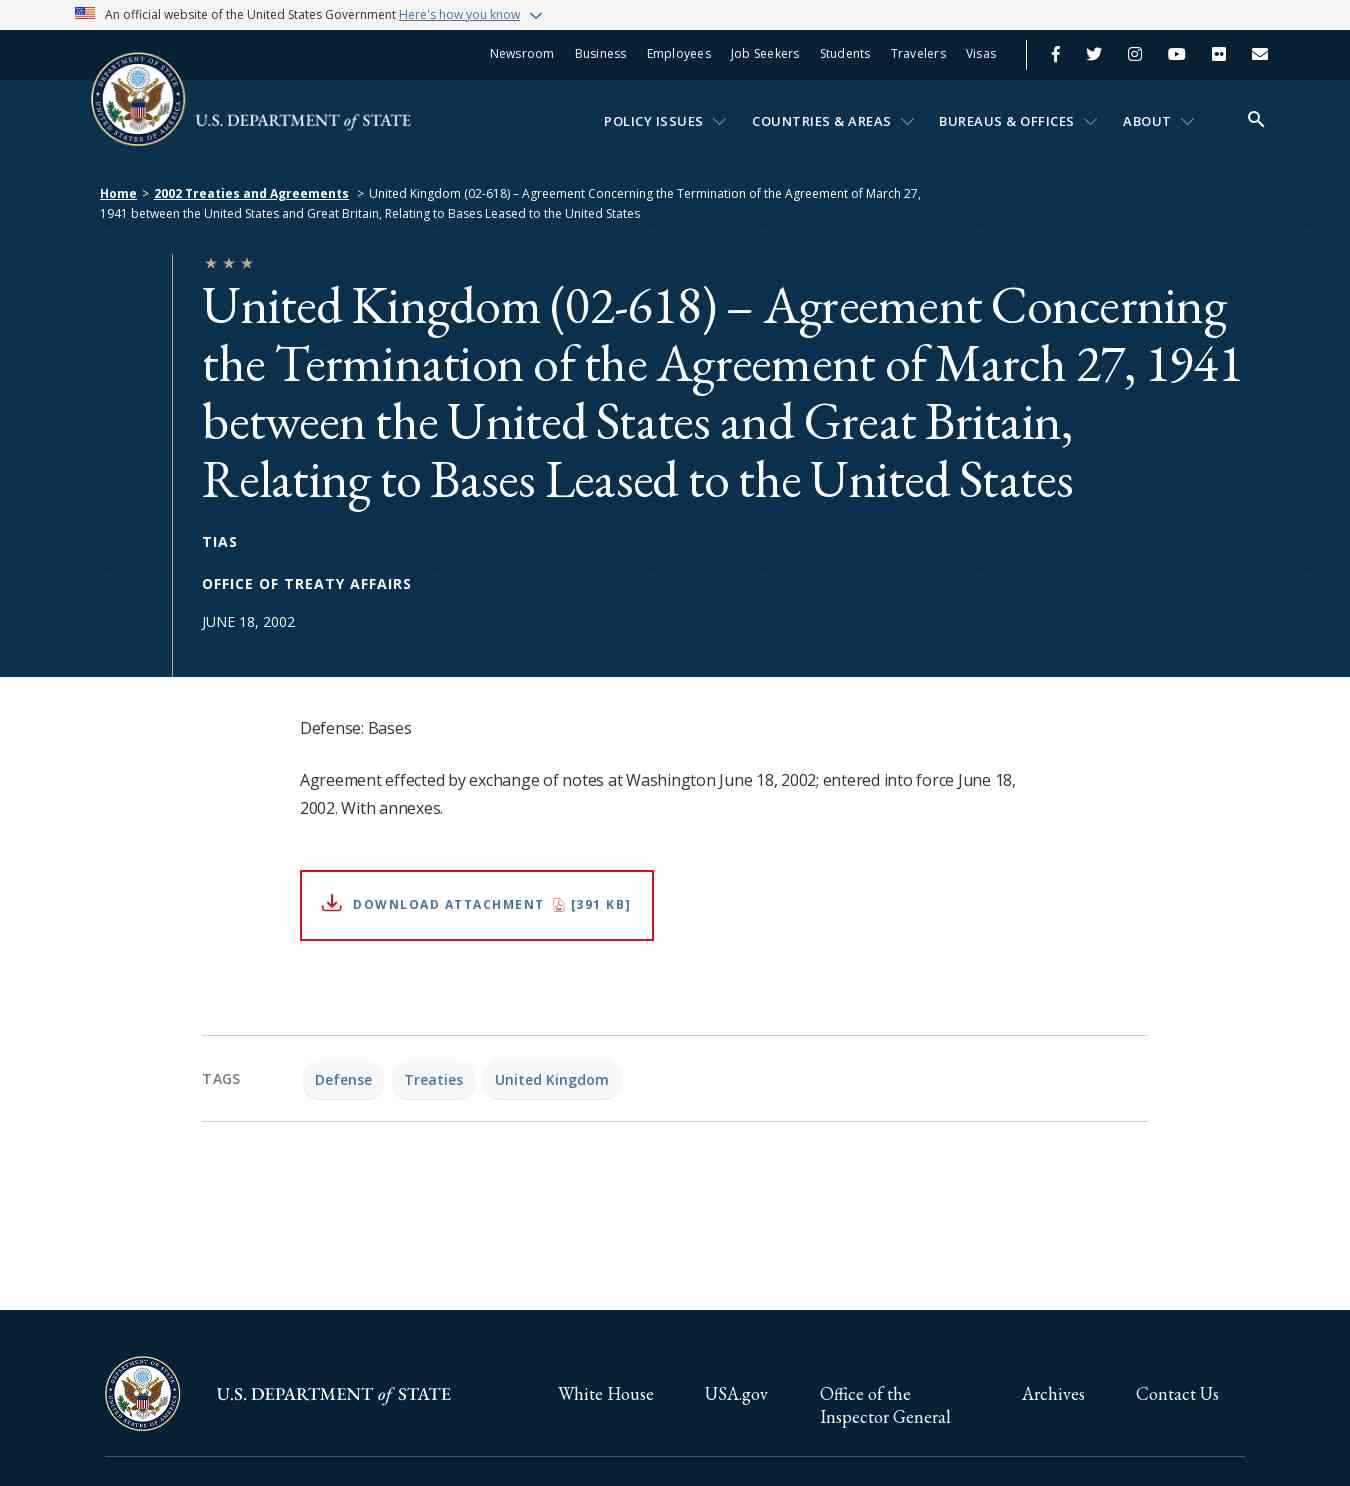 An official website of the United States Government Here's how you know
Newsroom Business Employees Job Seekers Students Travelers Visas
U.S. DEPARTMENT of STATE
POLICY ISSUES COUNTRIES & AREAS BUREAUS & OFFICES ABOUT
Home > 2002 Treaties and Agreements > United Kingdom (02-618) – Agreement Concerning the Termination of the Agreement of March 27,
1941 between the United States and Great Britain, Relating to Bases Leased to the United States
United Kingdom (02-618) – Agreement Concerning
the Termination of the Agreement of March 27, 1941
between the United States and Great Britain,
Relating to Bases Leased to the United States
TIAS
OFFICE OF TREATY AFFAIRS
JUNE 18, 2002
Defense: Bases
Agreement effected by exchange of notes at Washington June 18, 2002; entered into force June 18,
2002. With annexes.
DOWNLOAD ATTACHMENT [391 KB]
TAGS Defense Treaties United Kingdom
DEPARTMENT OF STATE
UNITED STATES OF AMERICA
U.S. DEPARTMENT of STATE
White House USA.gov Office of the Archives Contact Us
Inspector General